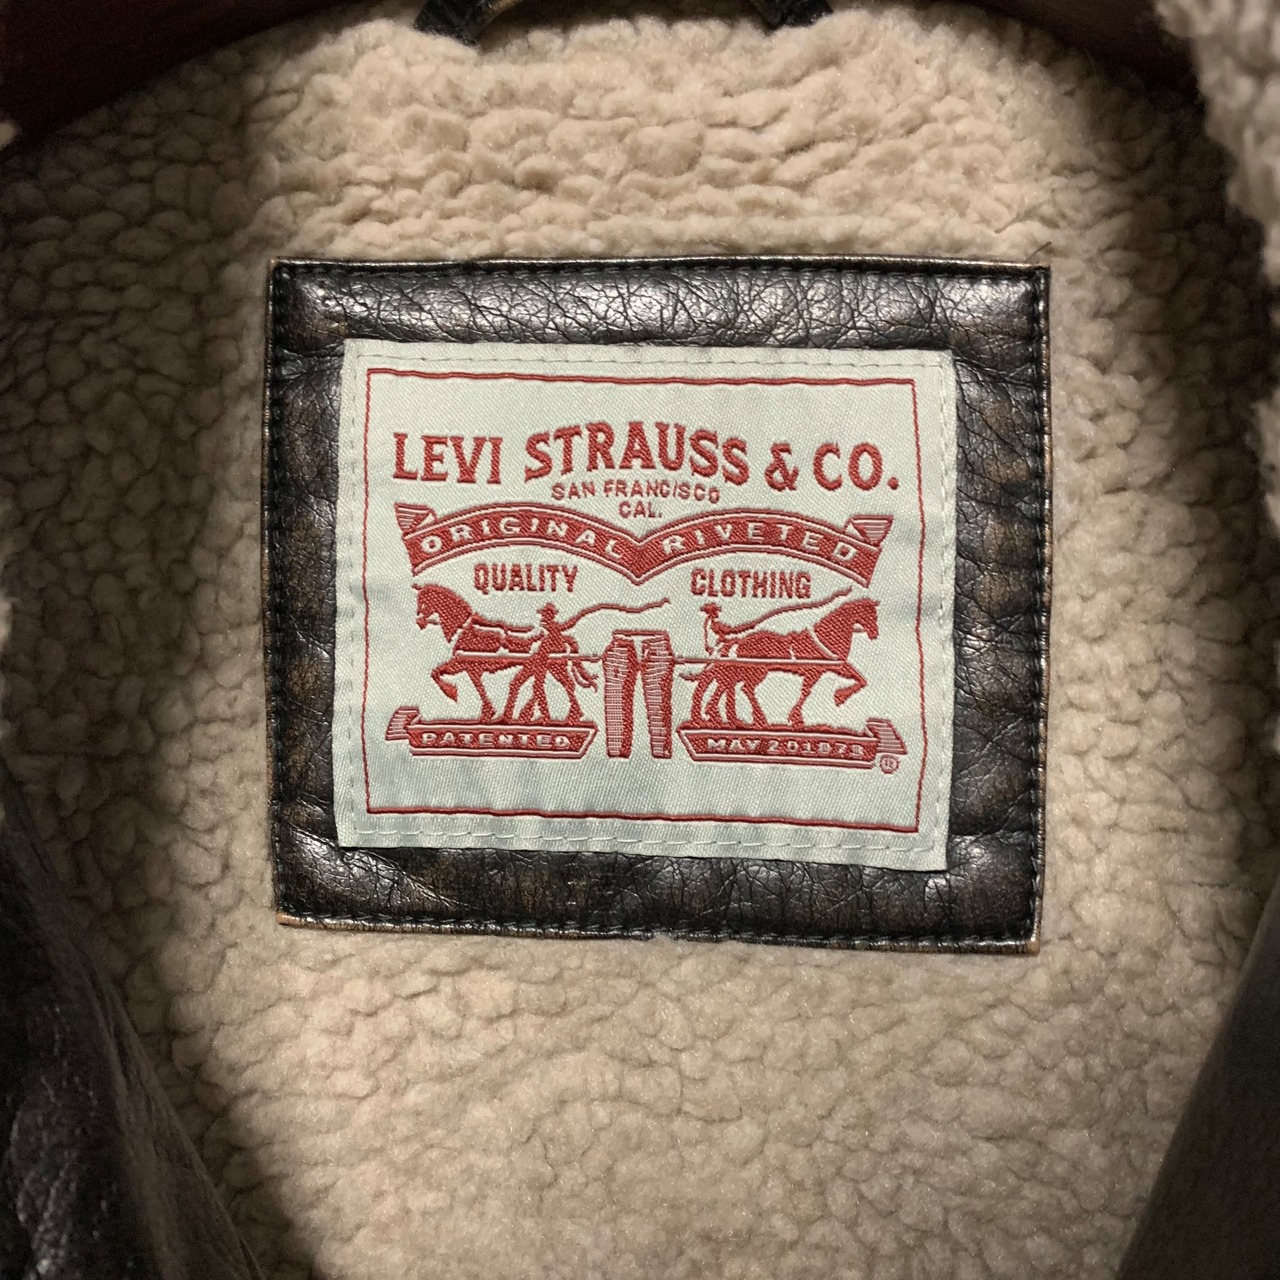 LEVI STRAUSS & CO.
SAN FRANCISCO
CAL.
ORIGINAL RIVETED
QUALITY CLOTHING
PATENTED MAY 20 1873
®